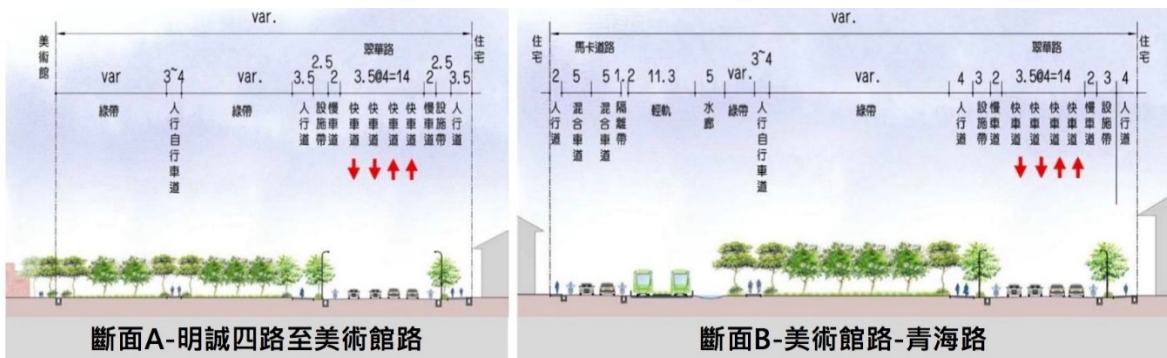 var.
美術館
翠華路
住宅
2.5
2.5
var 3~4 var. 3.5 2 3.5@4=14 2 3.5
綠帶
人行自行車道
綠帶
人行道
設施帶
慢車道
快車道
快車道
快車道
快車道
慢車道
設施帶
人行道
斷面A-明誠四路至美術館路
var.
住宅
馬卡道路
翠華路
住宅
3~4
2 5 5 1.2 11.3 5 var. var. 4 3 2 3.5@4=14 2 3 4
人行道
混合車道
混合車道
隔離帶
輕軌
水廊
綠帶
人行自行車道
綠帶
人行道
設施帶
慢車道
快車道
快車道
快車道
快車道
慢車道
設施帶
人行道
斷面B-美術館路-青海路